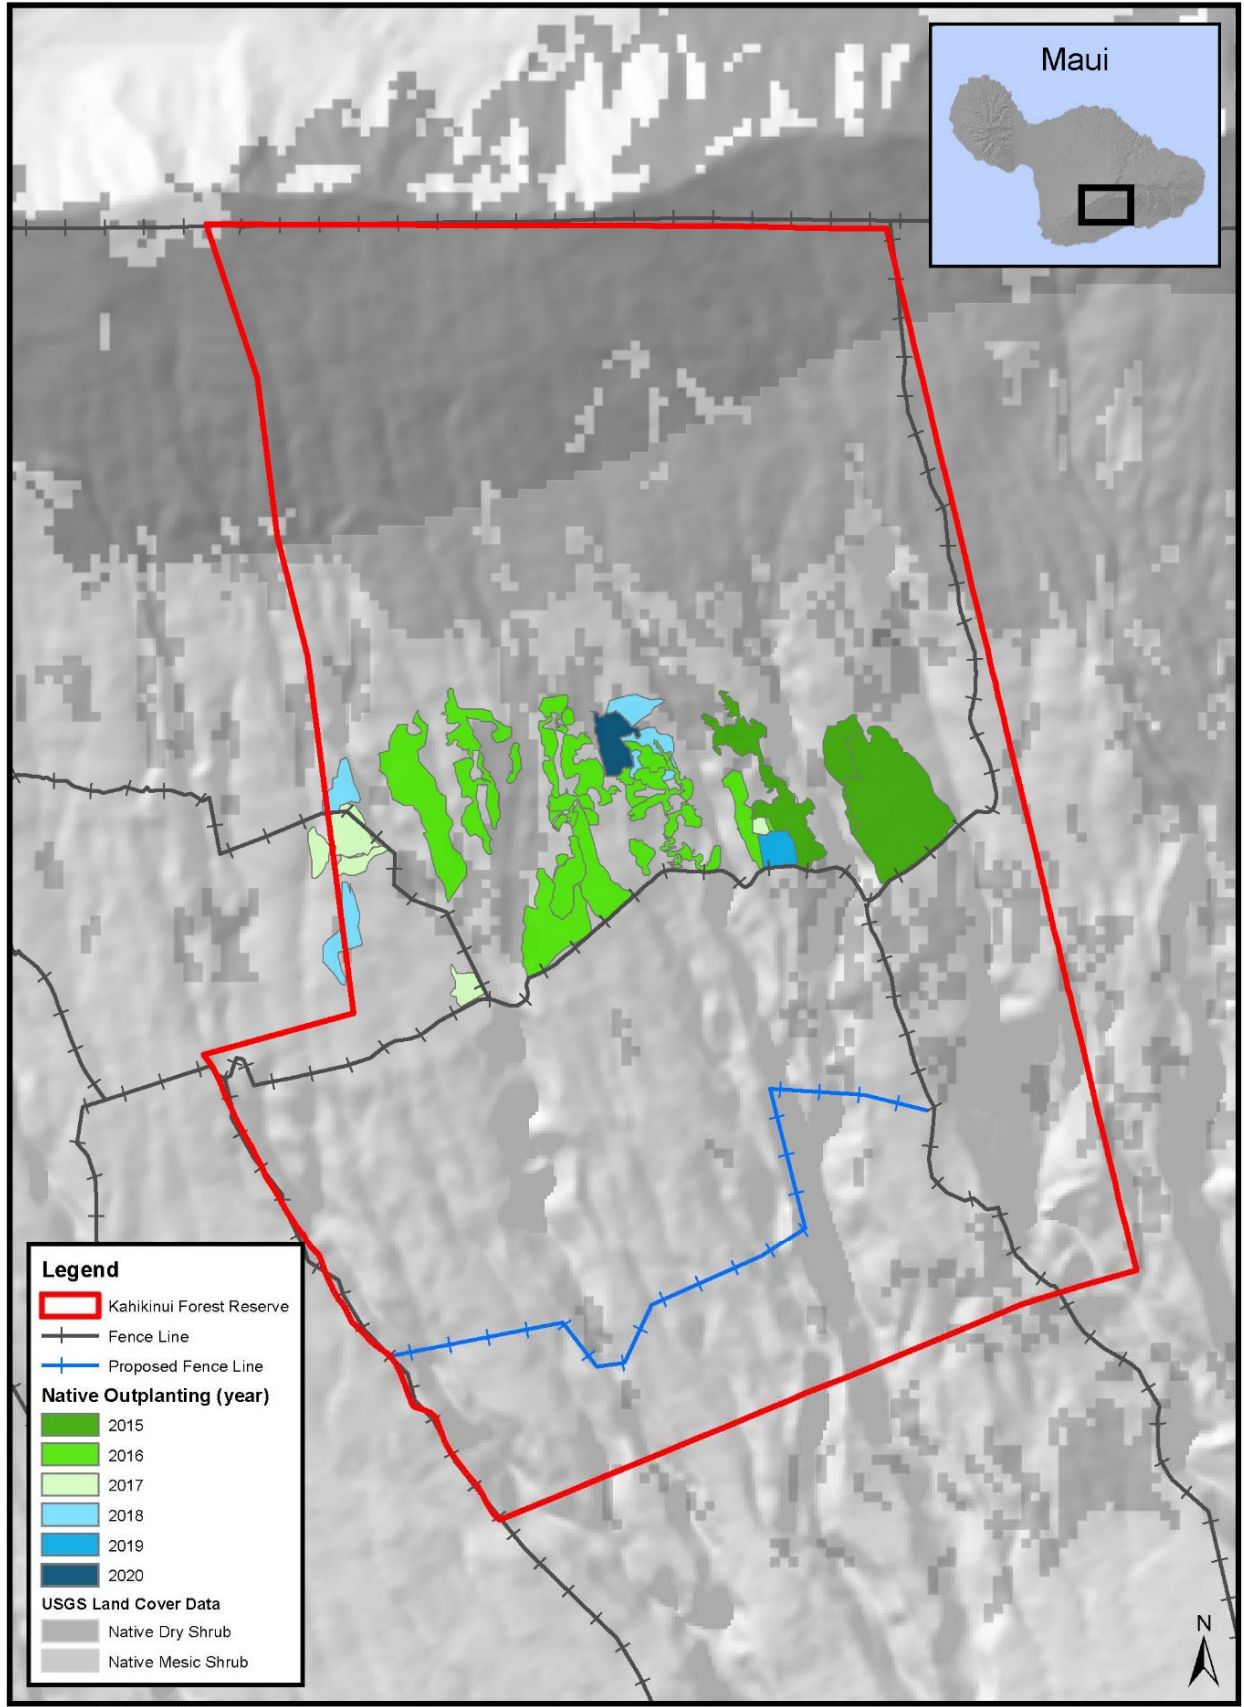 Maui
Legend
Kahikinui Forest Reserve
Fence Line
Proposed Fence Line
Native Outplanting (year)
2015
2016
2017
2018
2019
2020
USGS Land Cover Data
Native Dry Shrub
Native Mesic Shrub
N